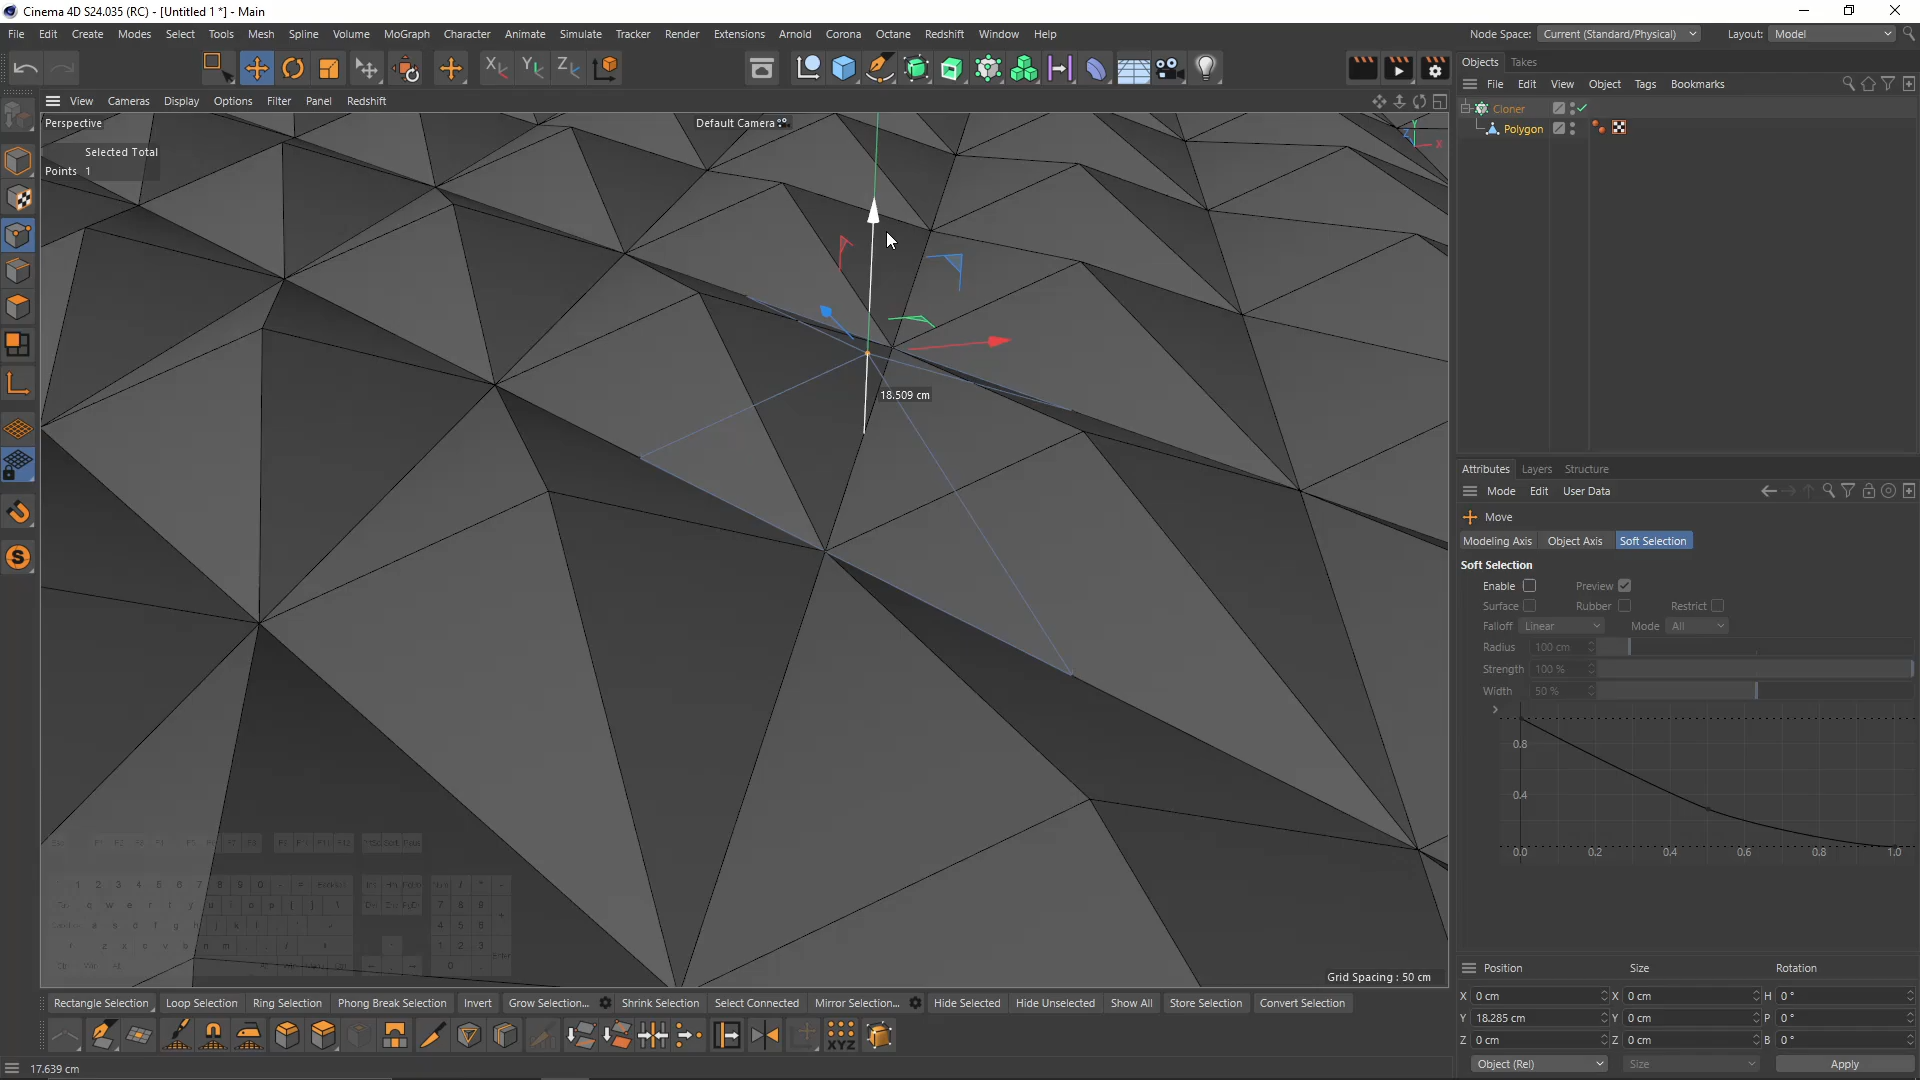 Cinema 4D S24.035 (RC) - [Untitled 1 *] - Main
File Edit Create Modes Select Tools Mesh Spline Volume MoGraph Character Animate Simulate Tracker Render Extensions Arnold Corona Octane Redshift Window Help
Node Space: Current (Standard/Physical) Layout: Model
Objects Takes
File Edit View Object Tags Bookmarks
Cloner
Polygon
View Cameras Display Options Filter Panel Redshift
Perspective
Default Camera
Selected Total
Points 1
Y
Z
X
18.509 cm
Attributes Layers Structure
Mode Edit User Data
Move
Modeling Axis Object Axis Soft Selection
Soft Selection
Enable Preview
Surface Rubber Restrict
Falloff Linear Mode All
Radius 100 cm
Strength 100 %
Width 50 %
0.8
0.4
0.0 0.2 0.4 0.6 0.8 1.0
Grid Spacing : 50 cm
Position Size Rotation
X 0 cm X 0 cm H 0 °
Y 18.285 cm Y 0 cm P 0 °
Z 0 cm Z 0 cm B 0 °
Object (Rel) Size Apply
Rectangle Selection Loop Selection Ring Selection Phong Break Selection Invert Grow Selection... Shrink Selection Select Connected Mirror Selection... Hide Selected Hide Unselected Show All Store Selection Convert Selection
XYZ
17.639 cm